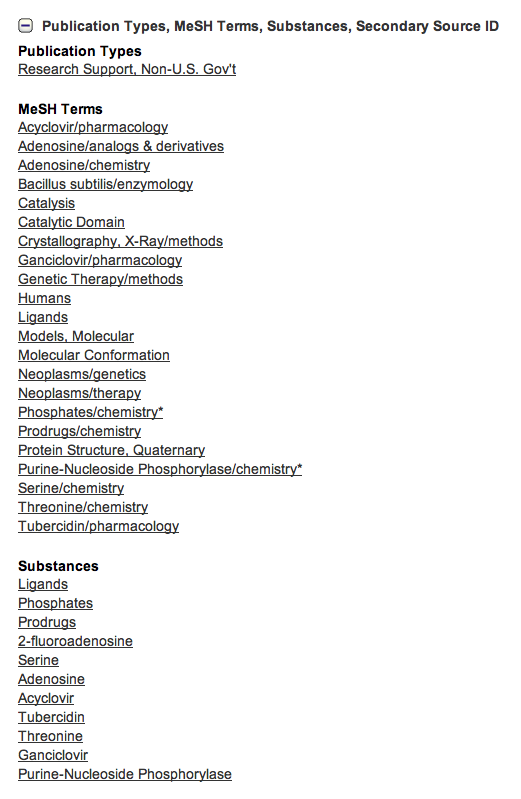 Publication Types, MeSH Terms, Substances, Secondary Source ID
Publication Types
Research Support, Non-U.S. Gov't
MeSH Terms
Acyclovir/pharmacology
Adenosine/analogs & derivatives
Adenosine/chemistry
Bacillus subtilis/enzymology
Catalysis
Catalytic Domain
Crystallography, X-Ray/methods
Ganciclovir/pharmacology
Genetic Therapy/methods
Humans
Ligands
Models, Molecular
Molecular Conformation
Neoplasms/genetics
Neoplasms/therapy
Phosphates/chemistry*
Prodrugs/chemistry
Protein Structure, Quaternary
Purine-Nucleoside Phosphorylase/chemistry*
Serine/chemistry
Threonine/chemistry
Tubercidin/pharmacology
Substances
Ligands
Phosphates
Prodrugs
2-fluoroadenosine
Serine
Adenosine
Acyclovir
Tubercidin
Threonine
Ganciclovir
Purine-Nucleoside Phosphorylase